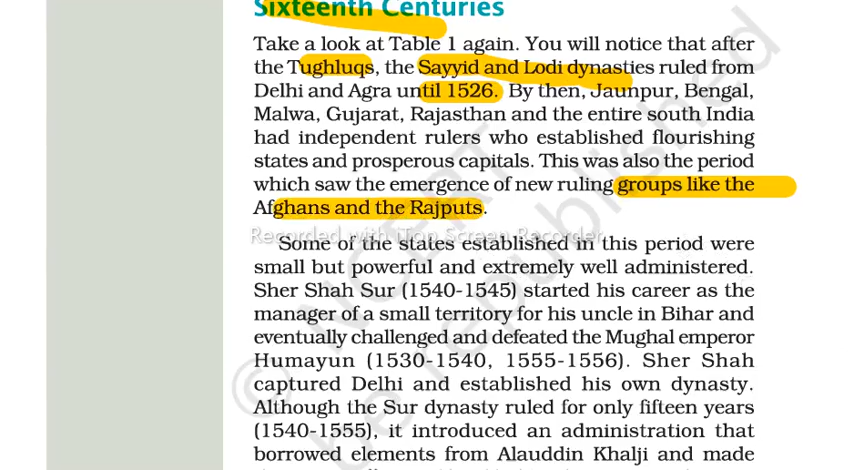 Sixteenth Centuries
Take a look at Table 1 again. You will notice that after
the Tughluqs, the Sayyid and Lodi dynasties ruled from
Delhi and Agra until 1526. By then, Jaunpur, Bengal,
Malwa, Gujarat, Rajasthan and the entire south India
had independent rulers who established flourishing
states and prosperous capitals. This was also the period
which saw the emergence of new ruling groups like the
Afghans and the Rajputs.
Recorded with iTop Screen Recorder
Some of the states established in this period were
small but powerful and extremely well administered.
Sher Shah Sur (1540-1545) started his career as the
manager of a small territory for his uncle in Bihar and
eventually challenged and defeated the Mughal emperor
Humayun (1530-1540, 1555-1556). Sher Shah
captured Delhi and established his own dynasty.
Although the Sur dynasty ruled for only fifteen years
(1540-1555), it introduced an administration that
borrowed elements from Alauddin Khalji and made
© NCERT
be republished